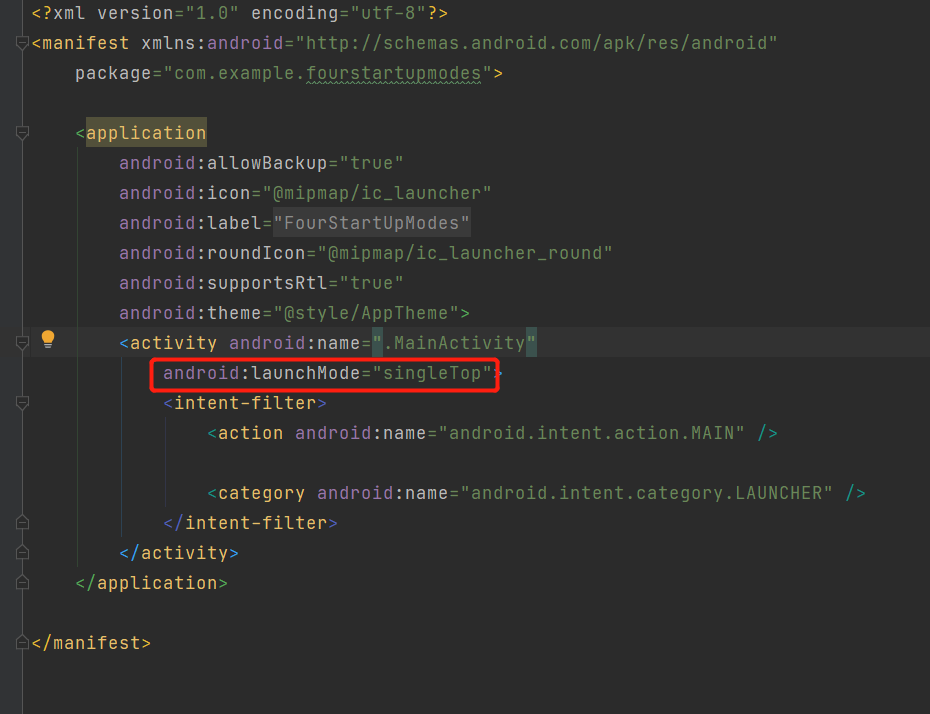 <?xml version="1.0" encoding="utf-8"?>
<manifest xmlns:android="http://schemas.android.com/apk/res/android"
    package="com.example.fourstartupmodes">
    <application
        android:allowBackup="true"
        android:icon="@mipmap/ic_launcher"
        android:label="FourStartUpModes"
        android:roundIcon="@mipmap/ic_launcher_round"
        android:supportsRtl="true"
        android:theme="@style/AppTheme">
        <activity android:name=".MainActivity"
            android:launchMode="singleTop">
            <intent-filter>
                <action android:name="android.intent.action.MAIN" />
                <category android:name="android.intent.category.LAUNCHER" />
            </intent-filter>
        </activity>
    </application>
</manifest>